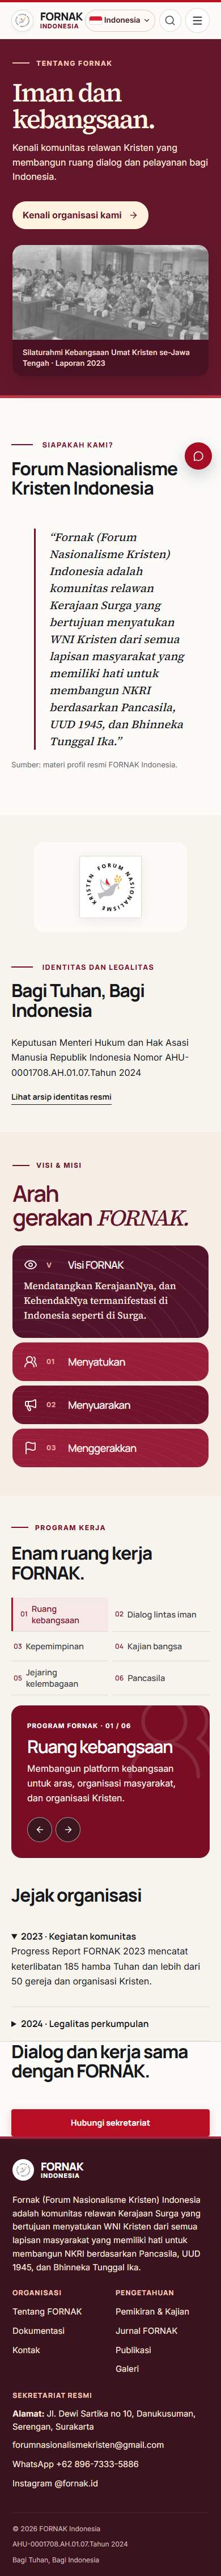 FORNAK
INDONESIA
Indonesia
TENTANG FORNAK
Iman dan
kebangsaan.
Kenali komunitas relawan Kristen yang
membangun ruang dialog dan pelayanan bagi
Indonesia.
Kenali organisasi kami →
Silaturahmi Kebangsaan Umat Kristen se-Jawa
Tengah · Laporan 2023
SIAPAKAH KAMI?
Forum Nasionalisme
Kristen Indonesia
“Fornak (Forum
Nasionalisme Kristen)
Indonesia adalah
komunitas relawan
Kerajaan Surga yang
bertujuan menyatukan
WNI Kristen dari semua
lapisan masyarakat yang
memiliki hati untuk
membangun NKRI
berdasarkan Pancasila,
UUD 1945, dan Bhinneka
Tunggal Ika.”
Sumber: materi profil resmi FORNAK Indonesia.
FORUM NASIONALISME KRISTEN
IDENTITAS DAN LEGALITAS
Bagi Tuhan, Bagi
Indonesia
Keputusan Menteri Hukum dan Hak Asasi
Manusia Republik Indonesia Nomor AHU-
0001708.AH.01.07.Tahun 2024
Lihat arsip identitas resmi
VISI & MISI
Arah
gerakan FORNAK.
V Visi FORNAK
Mendatangkan KerajaanNya, dan
KehendakNya termanifestasi di
Indonesia seperti di Surga.
01 Menyatukan
02 Menyuarakan
03 Menggerakkan
PROGRAM KERJA
Enam ruang kerja
FORNAK.
01 Ruang kebangsaan
02 Dialog lintas iman
03 Kepemimpinan
04 Kajian bangsa
05 Jejaring kelembagaan
06 Pancasila
PROGRAM FORNAK · 01 / 06
Ruang kebangsaan
Membangun platform kebangsaan
untuk aras, organisasi masyarakat,
dan organisasi Kristen.
← →
Jejak organisasi
▼ 2023 · Kegiatan komunitas
Progress Report FORNAK 2023 mencatat
keterlibatan 185 hamba Tuhan dan lebih dari
50 gereja dan organisasi Kristen.
▶ 2024 · Legalitas perkumpulan
Dialog dan kerja sama
dengan FORNAK.
Hubungi sekretariat
FORNAK
INDONESIA
Fornak (Forum Nasionalisme Kristen) Indonesia
adalah komunitas relawan Kerajaan Surga yang
bertujuan menyatukan WNI Kristen dari semua
lapisan masyarakat yang memiliki hati untuk
membangun NKRI berdasarkan Pancasila, UUD
1945, dan Bhinneka Tunggal Ika.
ORGANISASI
Tentang FORNAK
Dokumentasi
Kontak
PENGETAHUAN
Pemikiran & Kajian
Jurnal FORNAK
Publikasi
Galeri
SEKRETARIAT RESMI
Alamat: Jl. Dewi Sartika no 10, Danukusuman,
Serengan, Surakarta
forumnasionalismekristen@gmail.com
WhatsApp +62 896-7333-5886
Instagram @fornak.id
© 2026 FORNAK Indonesia
AHU-0001708.AH.01.07.Tahun 2024
Bagi Tuhan, Bagi Indonesia